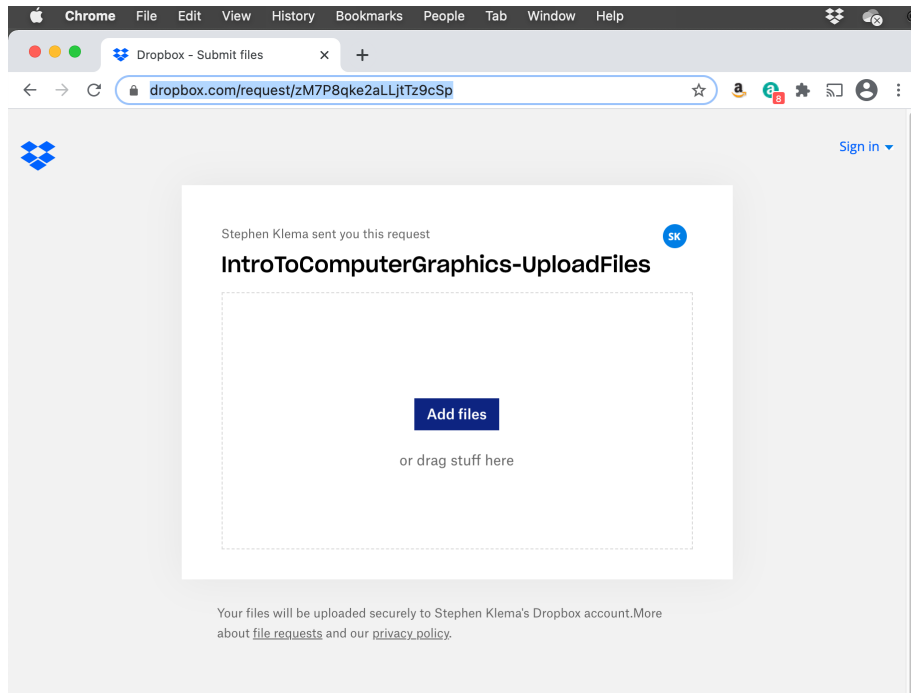 Chrome File Edit View History Bookmarks People Tab Window Help
Dropbox - Submit files
dropbox.com/request/zM7P8qke2aLLjtTz9cSp
a a 8
Sign in
Stephen Klema sent you this request
SK
IntroToComputerGraphics-UploadFiles
Add files
or drag stuff here
Your files will be uploaded securely to Stephen Klema's Dropbox account.More
about file requests and our privacy policy.